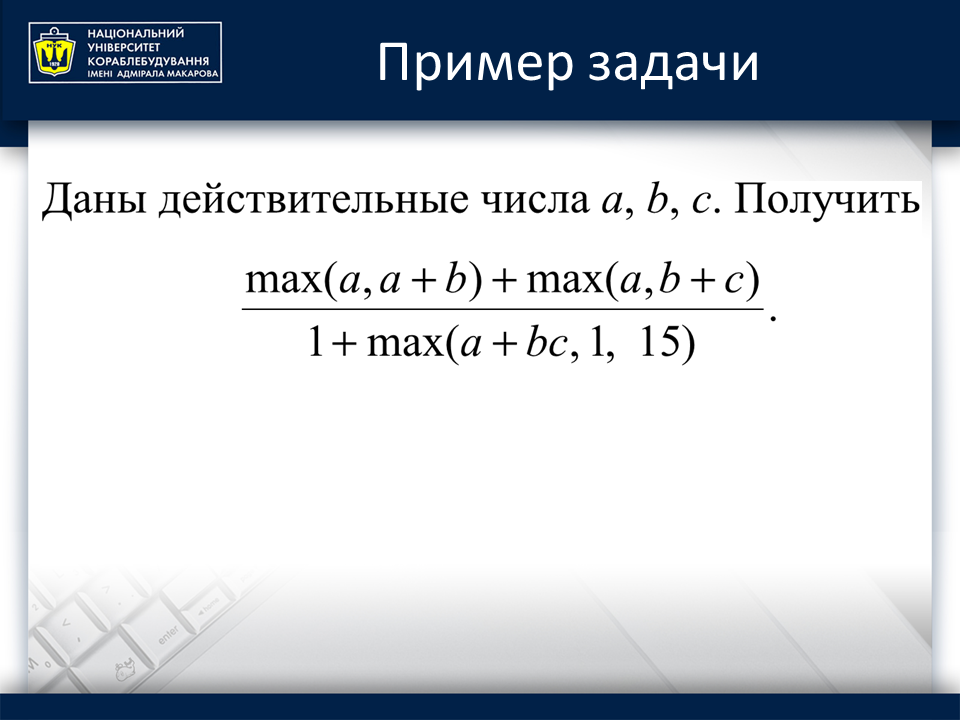 НАЦІОНАЛЬНИЙ
УНІВЕРСИТЕТ
КОРАБЛЕБУДУВАННЯ
ІМЕНІ АДМІРАЛА МАКАРОВА
НУК
1920
Пример задачи
Даны действительные числа a, b, c. Получить
max(a, a + b) + max(a, b + c)
1 + max(a + bc, 1, 15)
.
enter